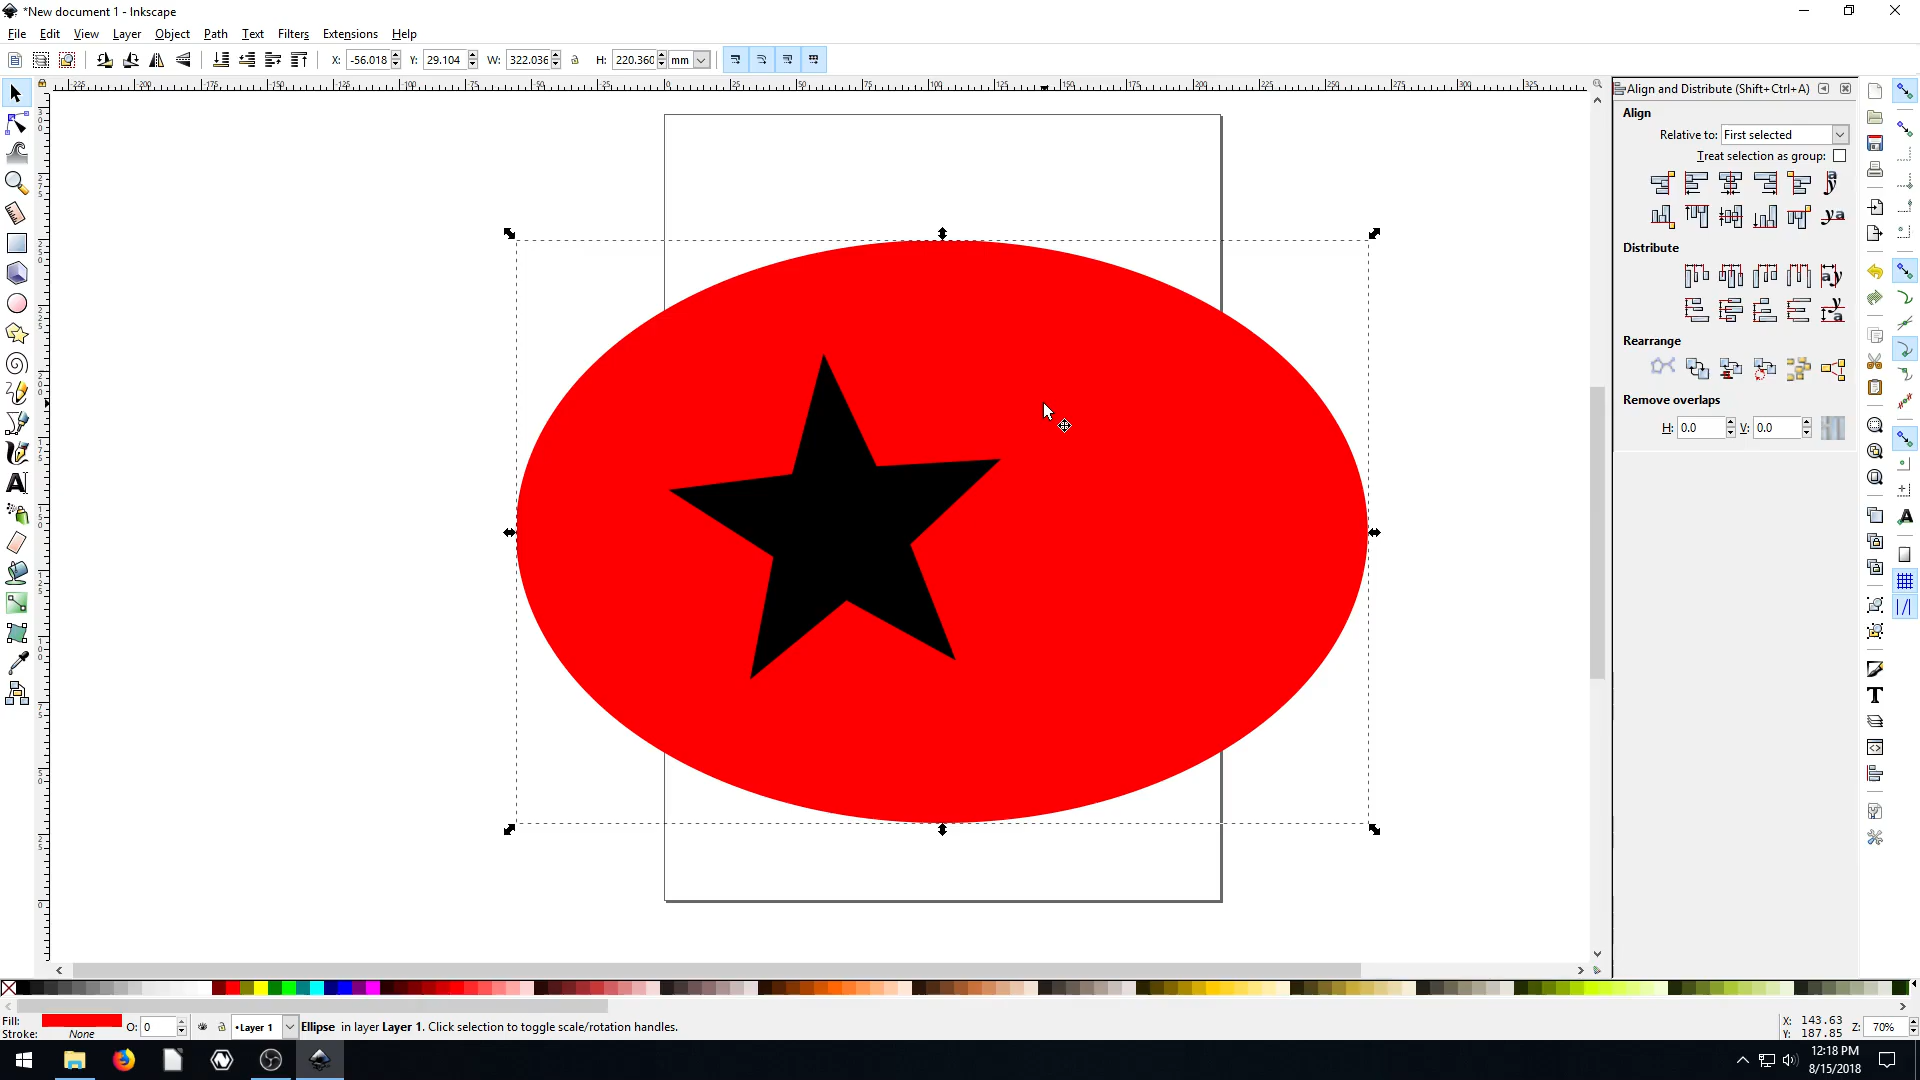 *New document 1 - Inkscape
File Edit View Layer Object Path Text Filters Extensions Help
X: -56.018 Y: 29.104 W: 322.036 H: 220.360 mm
Align and Distribute (Shift+Ctrl+A)
Align
Relative to: First selected
Treat selection as group:
Distribute
Rearrange
Remove overlaps
H: 0.0 V: 0.0
Fill:
Stroke: None
O: 0
•Layer 1
Ellipse in layer Layer 1. Click selection to toggle scale/rotation handles.
X: 143.63
Y: 187.85
Z: 70%
12:18 PM
8/15/2018